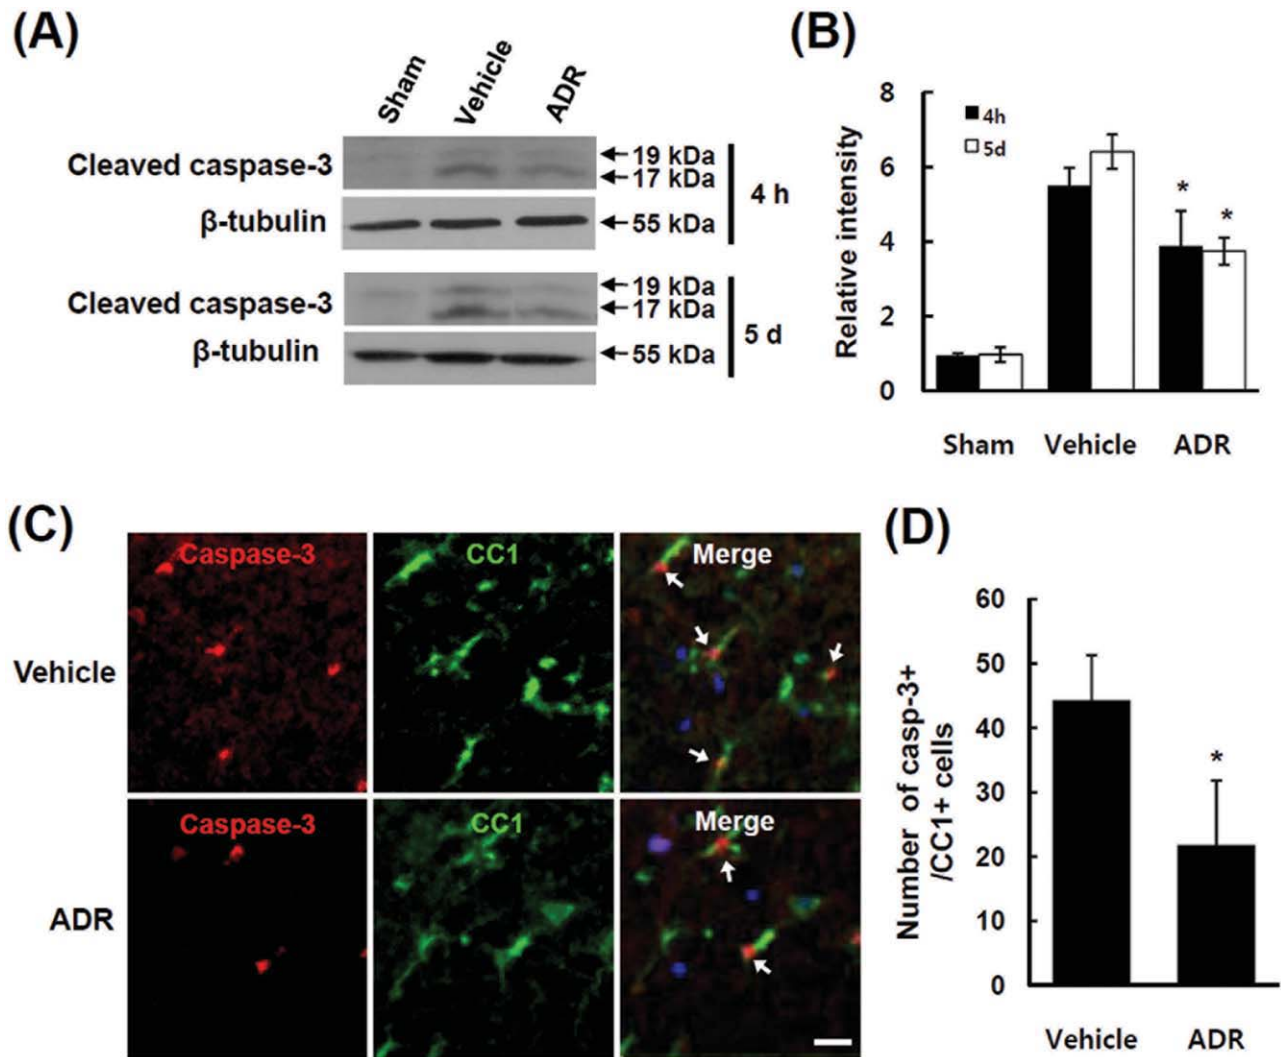 (A)
Sham
Vehicle
ADR
Cleaved caspase-3
19 kDa
17 kDa
β-tubulin
55 kDa
4 h
Cleaved caspase-3
19 kDa
17 kDa
β-tubulin
55 kDa
5 d
(B)
Relative intensity
8
6
4
2
0
4h
5d
*
*
Sham
Vehicle
ADR
(C)
Caspase-3
CC1
Merge
Vehicle
Caspase-3
CC1
Merge
ADR
(D)
Number of casp-3+
/CC1+ cells
60
50
40
30
20
10
0
*
Vehicle
ADR